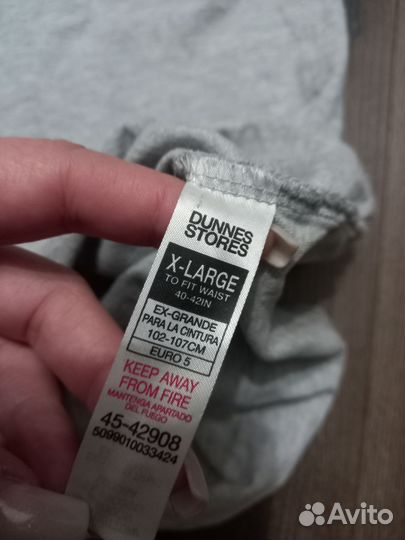 DUNNES
STORES
X-LARGE
TO FIT WAIST
40-42IN
EX-GRANDE
PARA LA CINTURA
102-107CM
EURO 5
KEEP AWAY
FROM FIRE
MANTENGA APARTADO
DEL FUEGO
45-42908
5099010033424
Avito